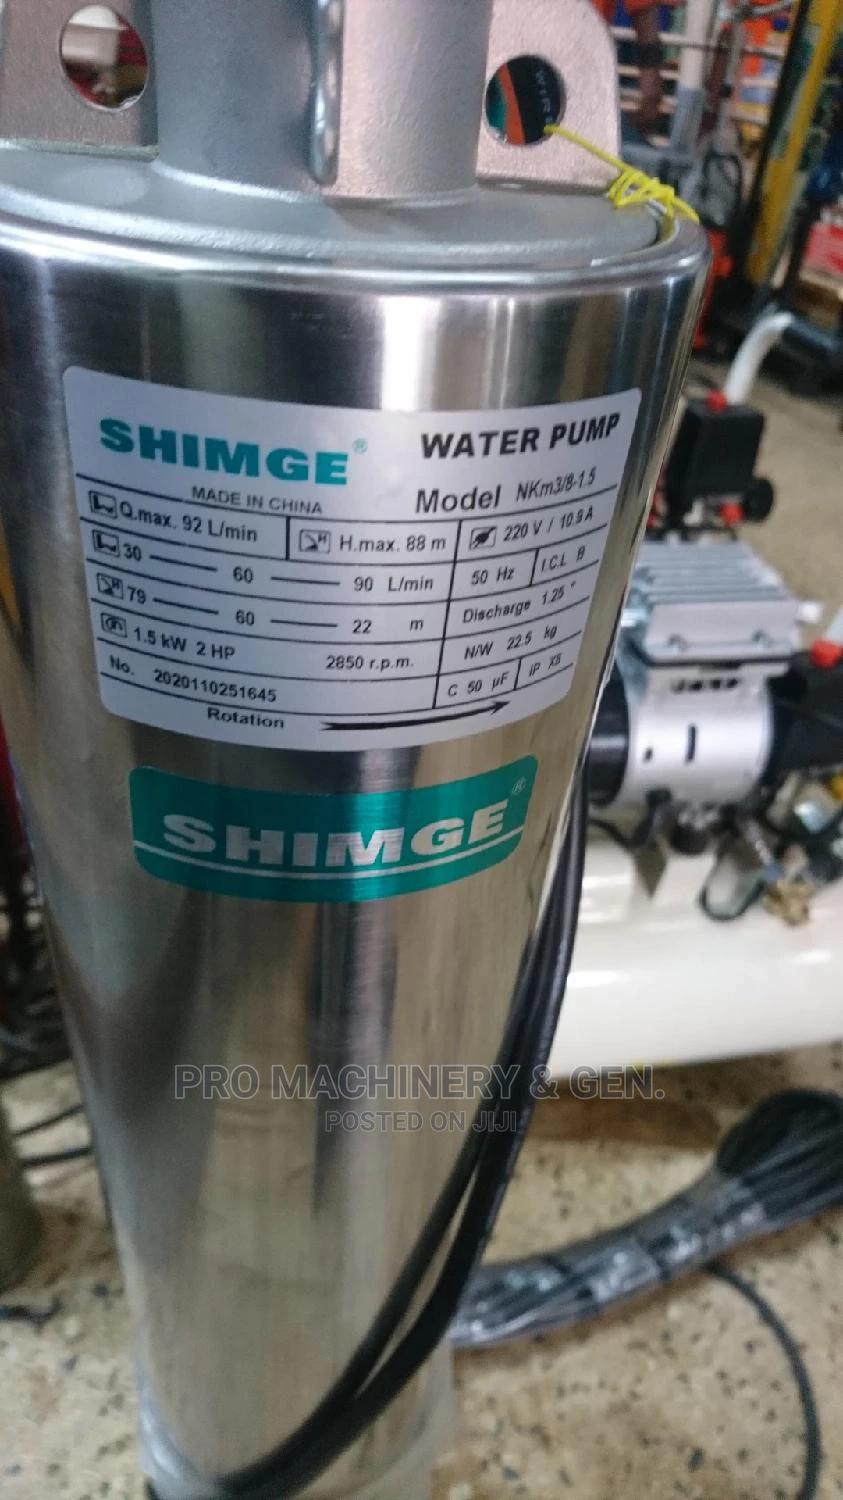 SHIMGE®
WATER PUMP
MADE IN CHINA
Model NKm3/8-1.5
Q.max. 92 L/min
H.max. 88 m
220 V / 10.9 A
30 60 90 L/min
50 Hz
I.C.L B
79 60 22 m
Discharge 1.25 "
1.5 kW 2 HP
2850 r.p.m.
N/W 22.5 kg
No. 2020110251645
C 50 µF
IP X8
Rotation
SHIMGE®
PRO MACHINERY & GEN.
POSTED ON JIJI